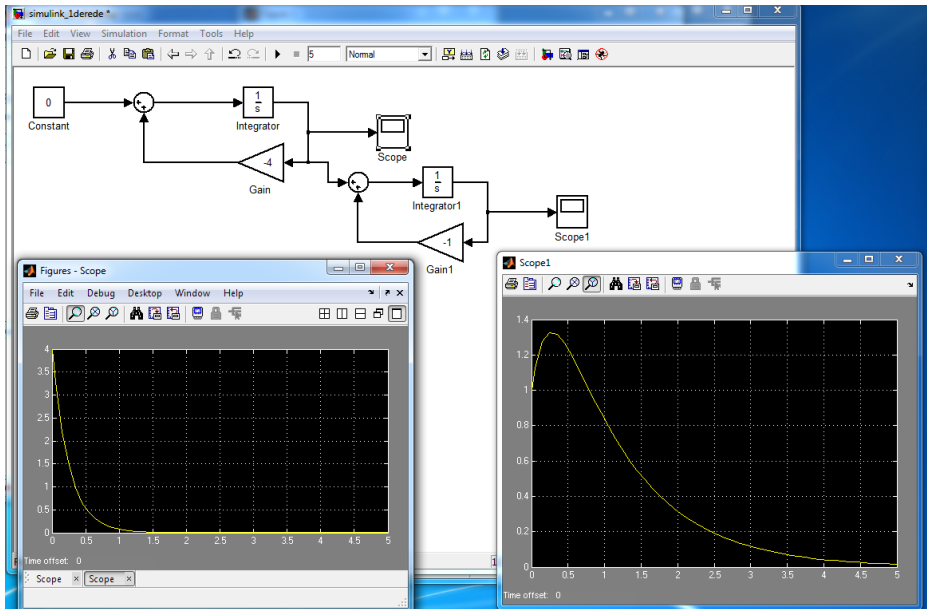 simulink_1derede *
File Edit View Simulation Format Tools Help
5 Normal
0
Constant
1
s
Integrator
Scope
-4
Gain
1
s
Integrator1
Scope1
-1
Gain1
Figures - Scope
File Edit Debug Desktop Window Help
4
3.5
3
2.5
2
1.5
1
0.5
0
0 0.5 1 1.5 2 2.5 3 3.5 4 4.5 5
Time offset: 0
Scope × Scope ×
Scope1
1.4
1.2
1
0.8
0.6
0.4
0.2
0
0 0.5 1 1.5 2 2.5 3 3.5 4 4.5 5
Time offset: 0